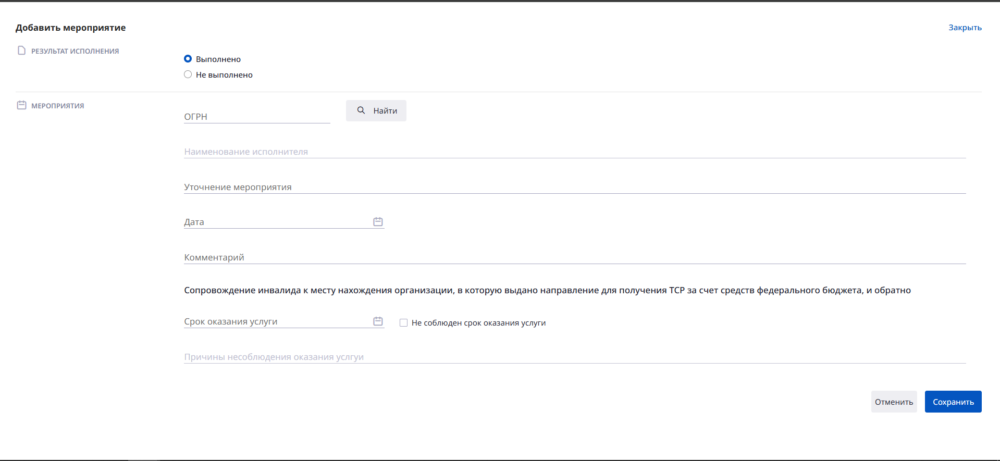 Добавить мероприятие
Закрыть
РЕЗУЛЬТАТ ИСПОЛНЕНИЯ
Выполнено
Не выполнено
МЕРОПРИЯТИЯ
ОГРН
Найти
Наименование исполнителя
Уточнение мероприятия
Дата
Комментарий
Сопровождение инвалида к месту нахождения организации, в которую выдано направление для получения ТСР за счет средств федерального бюджета, и обратно
Срок оказания услуги
Не соблюден срок оказания услуги
Причины несоблюдения оказания услгуи
Отменить
Сохранить